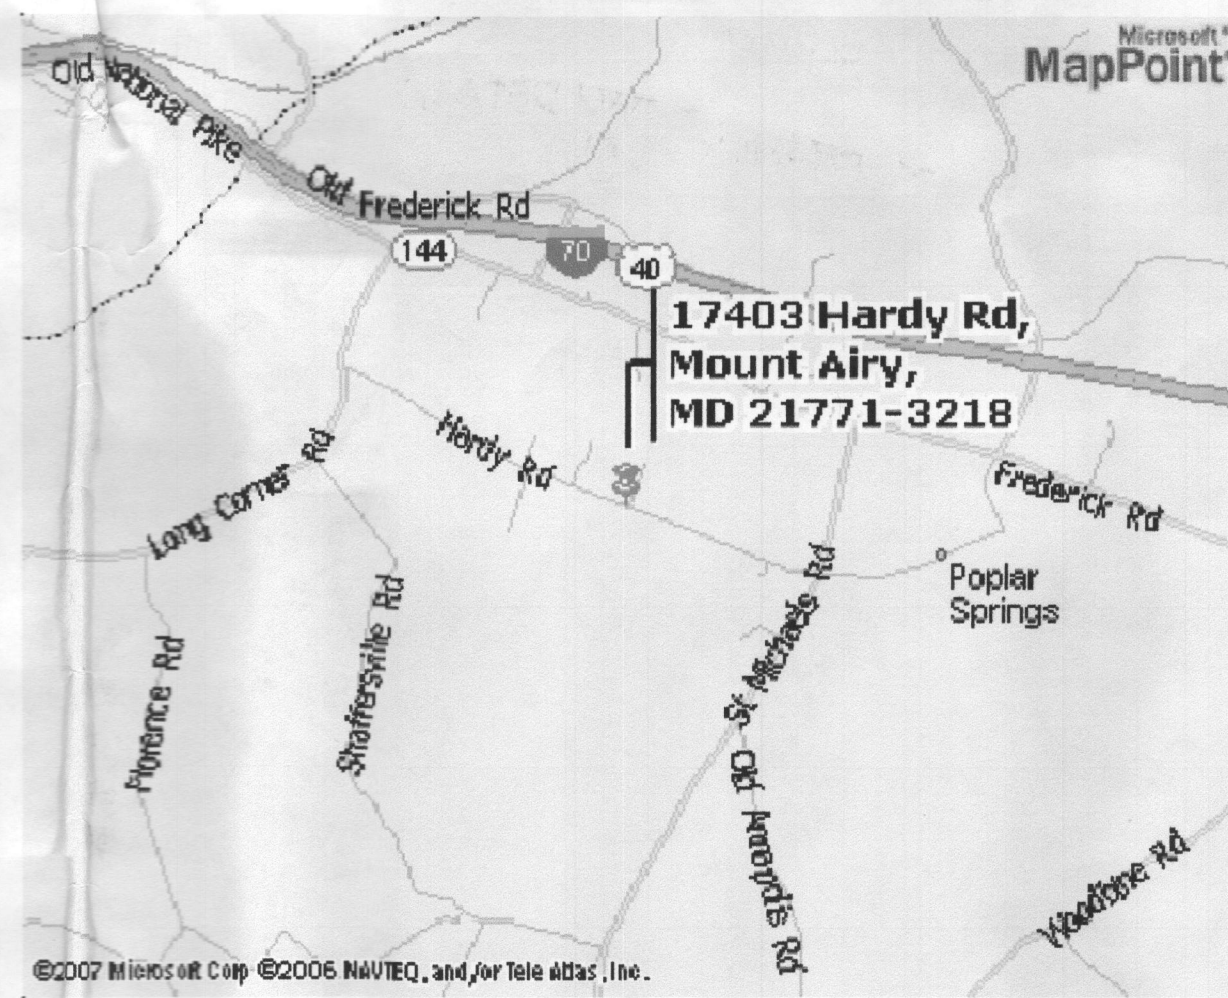 Microsoft
MapPoint
Old National Pike
Old Frederick Rd
144
70
40
17403 Hardy Rd,
Mount Airy,
MD 21771-3218
Hardy Rd
Long Corner Rd
Frederick Rd
Poplar
Springs
Shaffersville Rd
Florence Rd
St Michaels Rd
Old Annapolis Rd
Woodbine Rd
©2007 Microsoft Corp ©2006 NAVTEQ, and/or Tele Atlas, Inc.